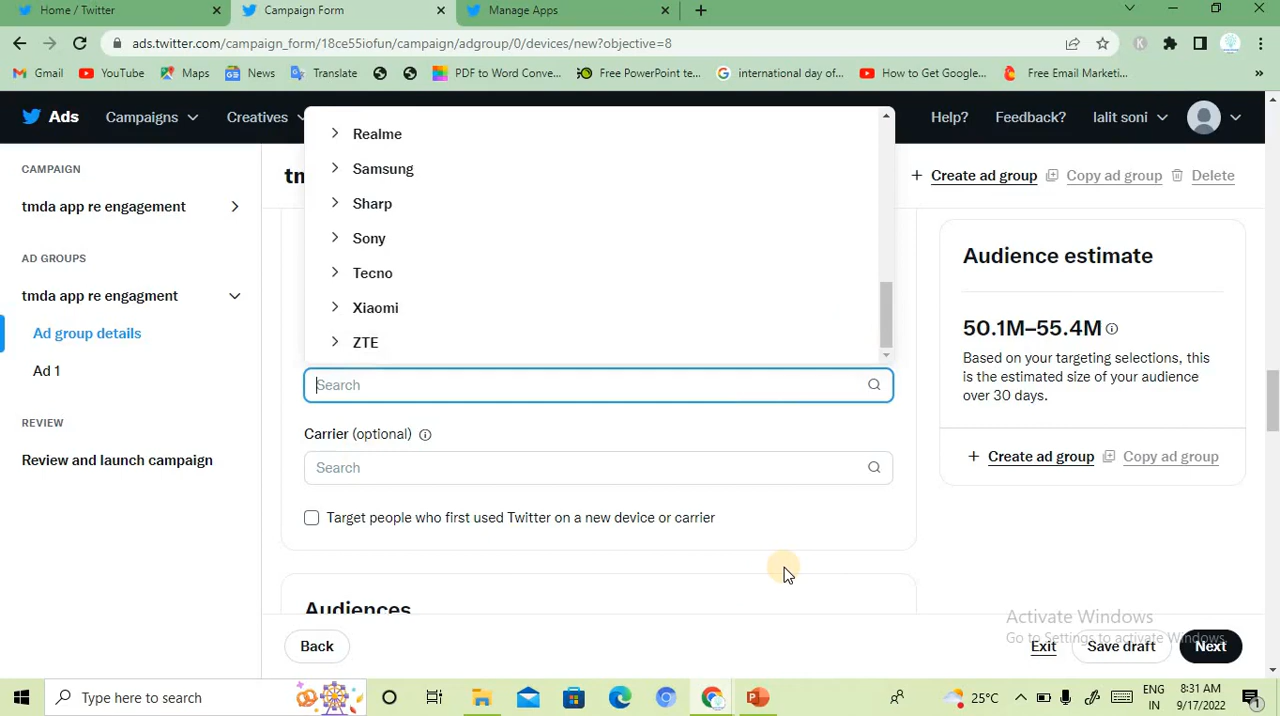 Home / Twitter
Campaign Form
Manage Apps
ads.twitter.com/campaign_form/18ce55iofun/campaign/adgroup/0/devices/new?objective=8
Gmail
YouTube
Maps
News
Translate
PDF to Word Conve...
Free PowerPoint te...
international day of...
How to Get Google...
Free Email Marketi...
Ads
Campaigns
Creatives
Help?
Feedback?
lalit soni
CAMPAIGN
tmda app re engagement
AD GROUPS
tmda app re engagment
Ad group details
Ad 1
REVIEW
Review and launch campaign
Create ad group
Copy ad group
Delete
Realme
Samsung
Sharp
Sony
Tecno
Xiaomi
ZTE
Search
Carrier (optional)
Search
Target people who first used Twitter on a new device or carrier
Audiences
Audience estimate
50.1M–55.4M
Based on your targeting selections, this
is the estimated size of your audience
over 30 days.
Create ad group
Copy ad group
Activate Windows
Go to Settings to activate Windows.
Back
Exit
Save draft
Next
Type here to search
25°C
ENG
IN
8:31 AM
9/17/2022